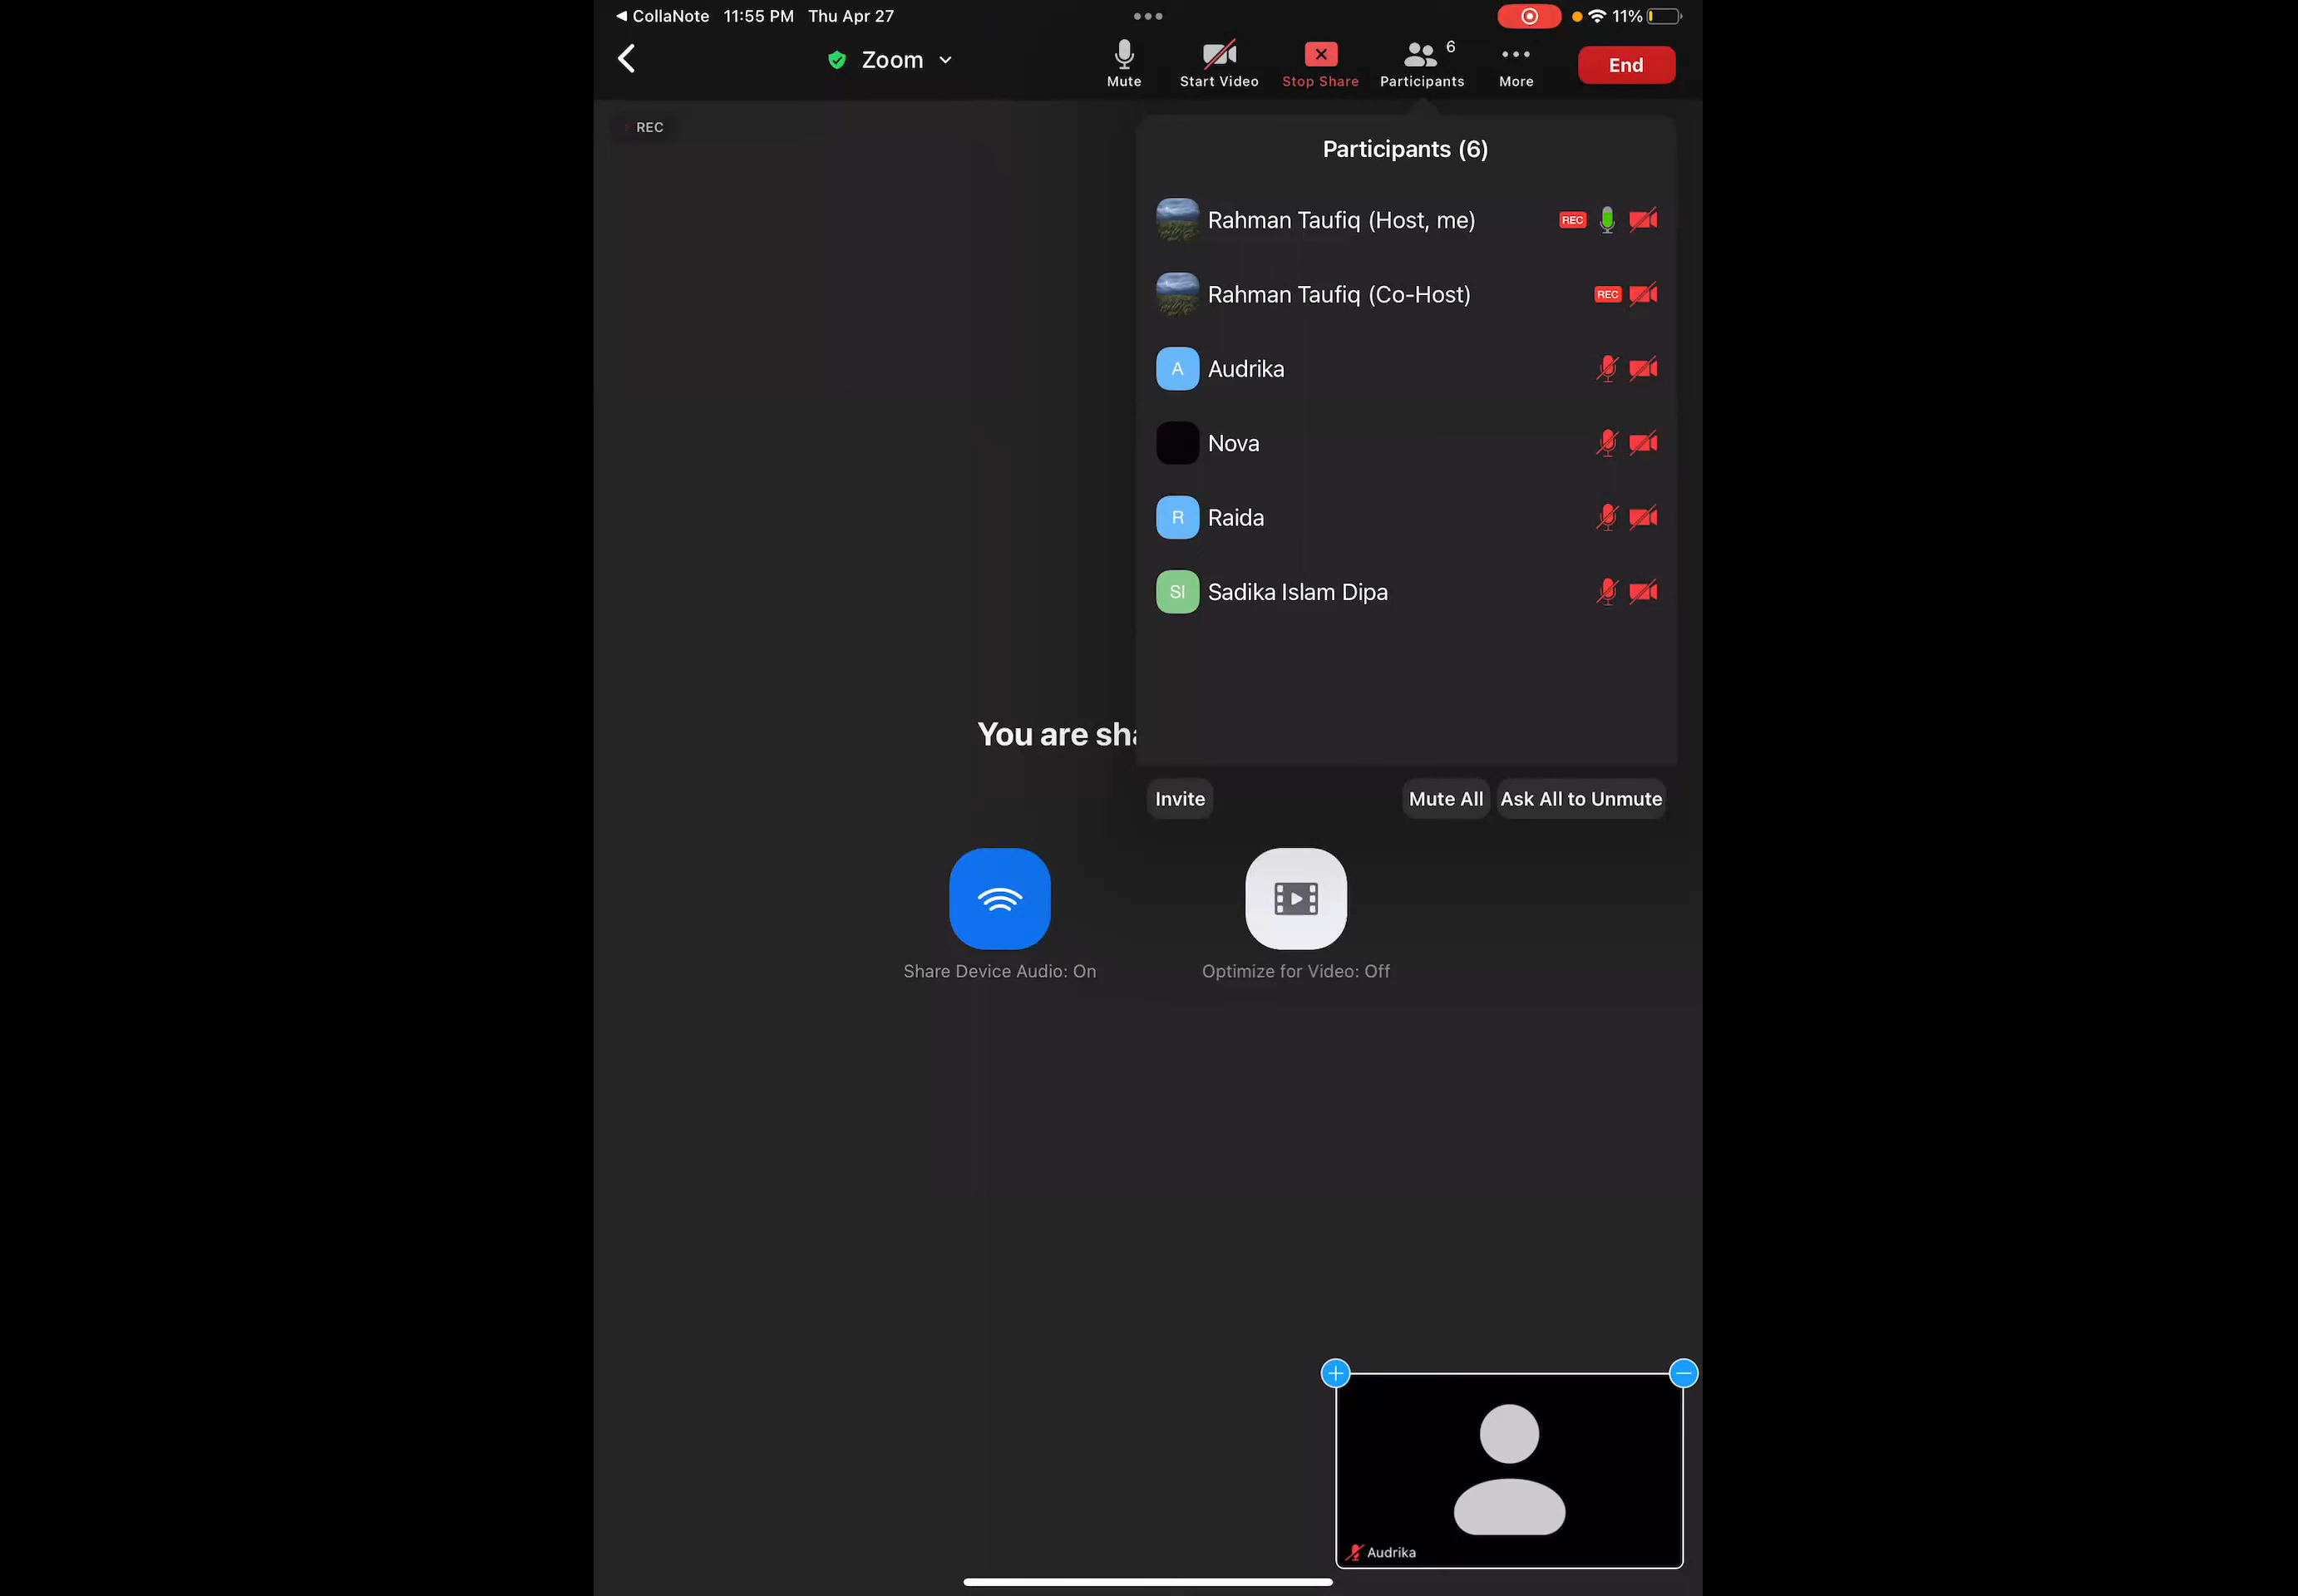 CollaNote 11:55 PM Thu Apr 27
11%
Zoom
6
Mute Start Video Stop Share Participants More End
REC
Participants (6)
Rahman Taufiq (Host, me) REC
Rahman Taufiq (Co-Host) REC
A Audrika
Nova
R Raida
SI Sadika Islam Dipa
You are sha
Invite Mute All Ask All to Unmute
Share Device Audio: On Optimize for Video: Off
Audrika